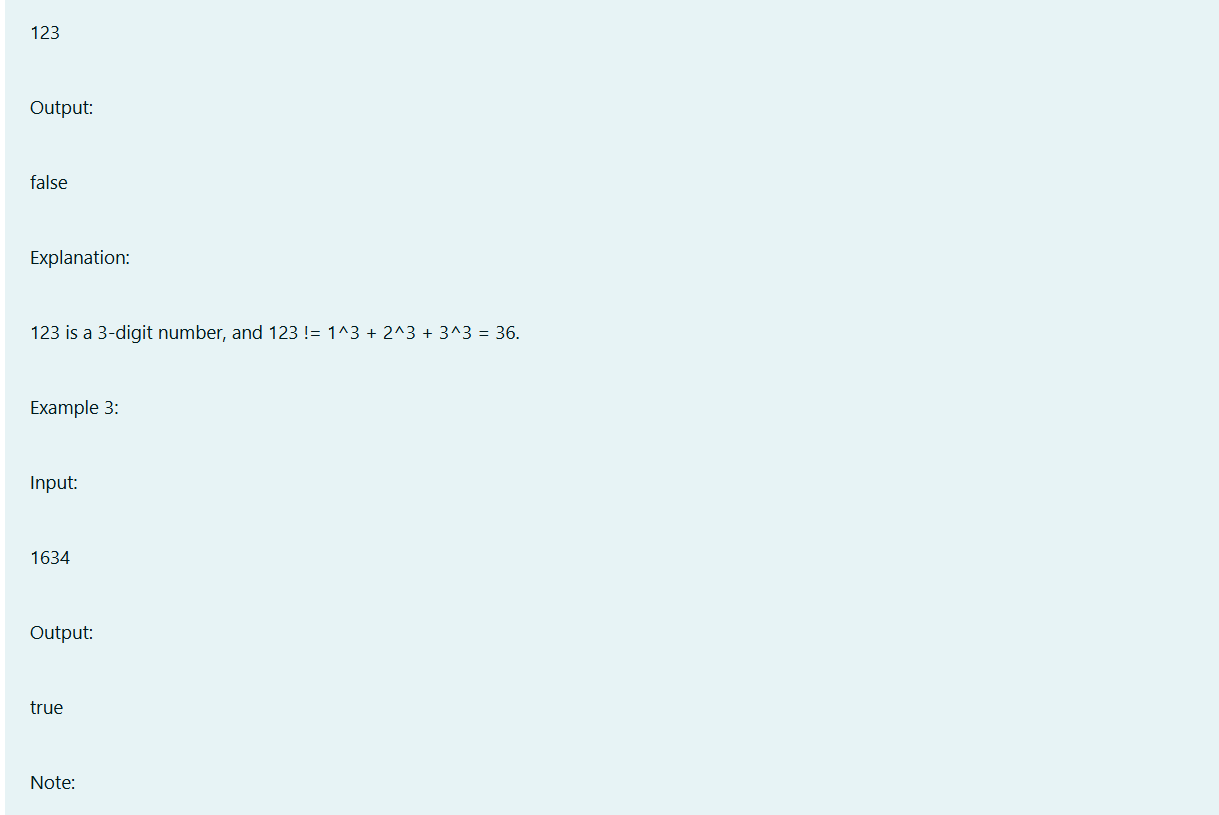 123
Output:
false
Explanation:
123 is a 3-digit number, and 123 != 1^3 + 2^3 + 3^3 = 36.
Example 3:
Input:
1634
Output:
true
Note: